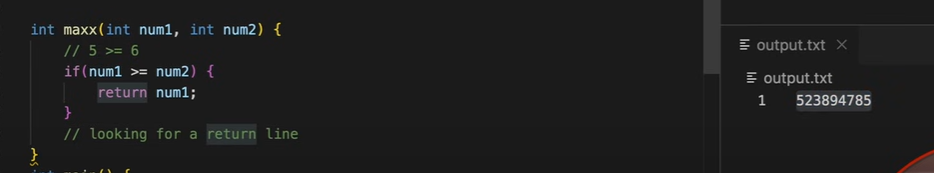 int maxx(int num1, int num2) {
// 5 >= 6
if(num1 >= num2) {
return num1;
}
// looking for a return line
}
output.txt
output.txt
1 523894785